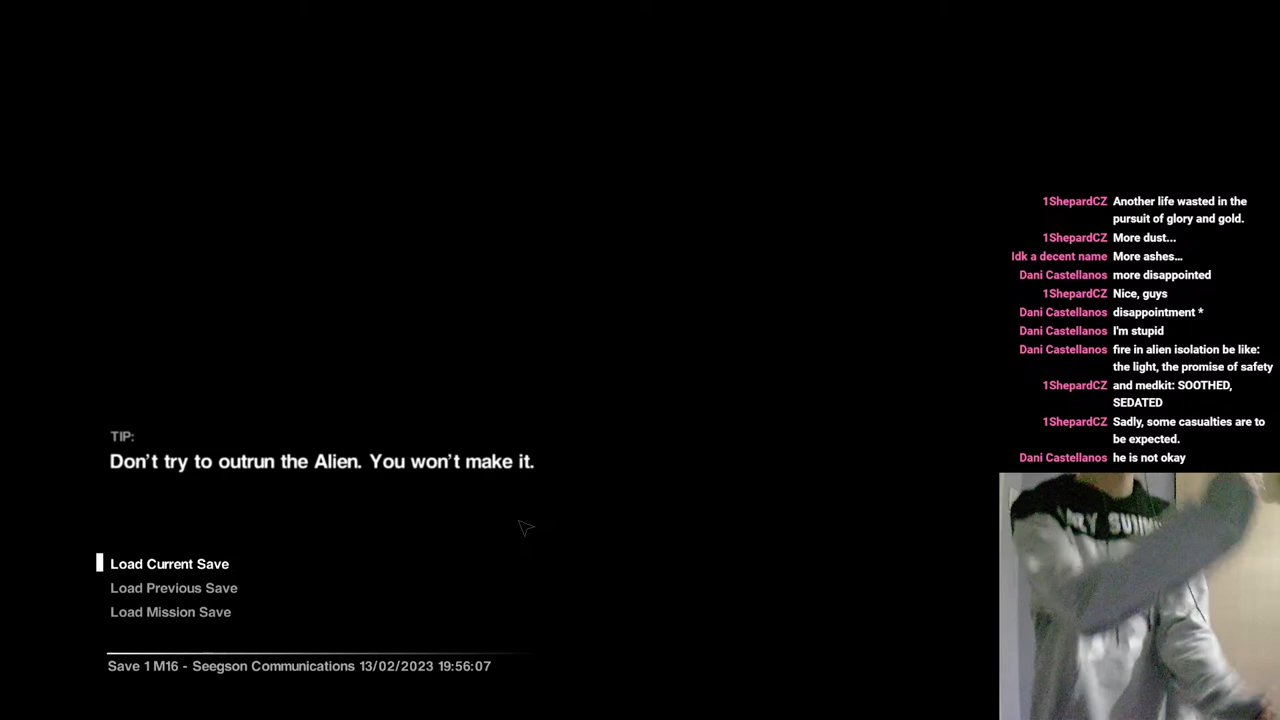 1ShepardCZ Another life wasted in the
pursuit of glory and gold.
1ShepardCZ More dust...
Idk a decent name More ashes...
Dani Castellanos more disappointed
1ShepardCZ Nice, guys
Dani Castellanos disappointment *
Dani Castellanos I'm stupid
Dani Castellanos fire in alien isolation be like:
the light, the promise of safety
1ShepardCZ and medkit: SOOTHED,
SEDATED
1ShepardCZ Sadly, some casualties are to
be expected.
Dani Castellanos he is not okay
TIP:
Don't try to outrun the Alien. You won't make it.
Load Current Save
Load Previous Save
Load Mission Save
Save 1 M16 - Seegson Communications 13/02/2023 19:56:07